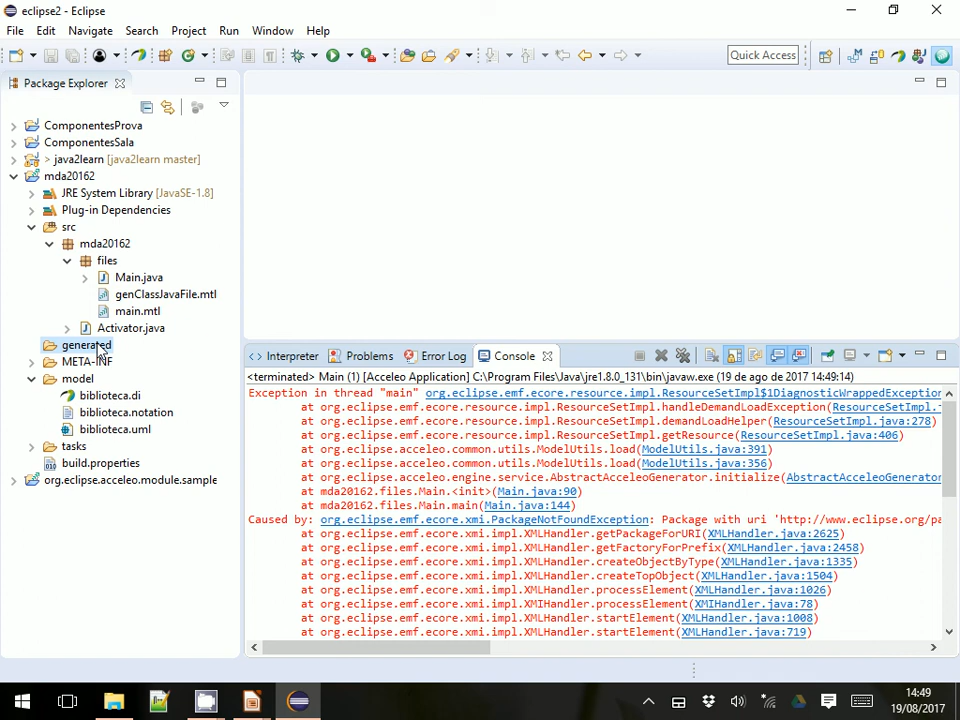 eclipse2 - Eclipse
File Edit Navigate Search Project Run Window Help
Quick Access
Package Explorer
ComponentesProva
ComponentesSala
> java2learn [java2learn master]
mda20162
JRE System Library [JavaSE-1.8]
Plug-in Dependencies
src
mda20162
files
Main.java
genClassJavaFile.mtl
main.mtl
Activator.java
generated
META-INF
model
biblioteca.di
biblioteca.notation
biblioteca.uml
tasks
build.properties
org.eclipse.acceleo.module.sample
Interpreter Problems Error Log Console
<terminated> Main (1) [Acceleo Application] C:\Program Files\Java\jre1.8.0_131\bin\javaw.exe (19 de ago de 2017 14:49:14)
Exception in thread "main" org.eclipse.emf.ecore.resource.impl.ResourceSetImpl$1DiagnosticWrappedException
at org.eclipse.emf.ecore.resource.impl.ResourceSetImpl.handleDemandLoadException(ResourceSetImpl.
at org.eclipse.emf.ecore.resource.impl.ResourceSetImpl.demandLoadHelper(ResourceSetImpl.java:278)
at org.eclipse.emf.ecore.resource.impl.ResourceSetImpl.getResource(ResourceSetImpl.java:406)
at org.eclipse.acceleo.common.utils.ModelUtils.load(ModelUtils.java:391)
at org.eclipse.acceleo.common.utils.ModelUtils.load(ModelUtils.java:356)
at org.eclipse.acceleo.engine.service.AbstractAcceleoGenerator.initialize(AbstractAcceleoGenerator
at mda20162.files.Main.<init>(Main.java:90)
at mda20162.files.Main.main(Main.java:144)
Caused by: org.eclipse.emf.ecore.xmi.PackageNotFoundException: Package with uri 'http://www.eclipse.org/pa
at org.eclipse.emf.ecore.xmi.impl.XMLHandler.getPackageForURI(XMLHandler.java:2625)
at org.eclipse.emf.ecore.xmi.impl.XMLHandler.getFactoryForPrefix(XMLHandler.java:2458)
at org.eclipse.emf.ecore.xmi.impl.XMLHandler.createObjectByType(XMLHandler.java:1335)
at org.eclipse.emf.ecore.xmi.impl.XMLHandler.createTopObject(XMLHandler.java:1504)
at org.eclipse.emf.ecore.xmi.impl.XMLHandler.processElement(XMLHandler.java:1026)
at org.eclipse.emf.ecore.xmi.impl.XMIHandler.processElement(XMIHandler.java:78)
at org.eclipse.emf.ecore.xmi.impl.XMLHandler.startElement(XMLHandler.java:1008)
at org.eclipse.emf.ecore.xmi.impl.XMLHandler.startElement(XMLHandler.java:719)
14:49
19/08/2017